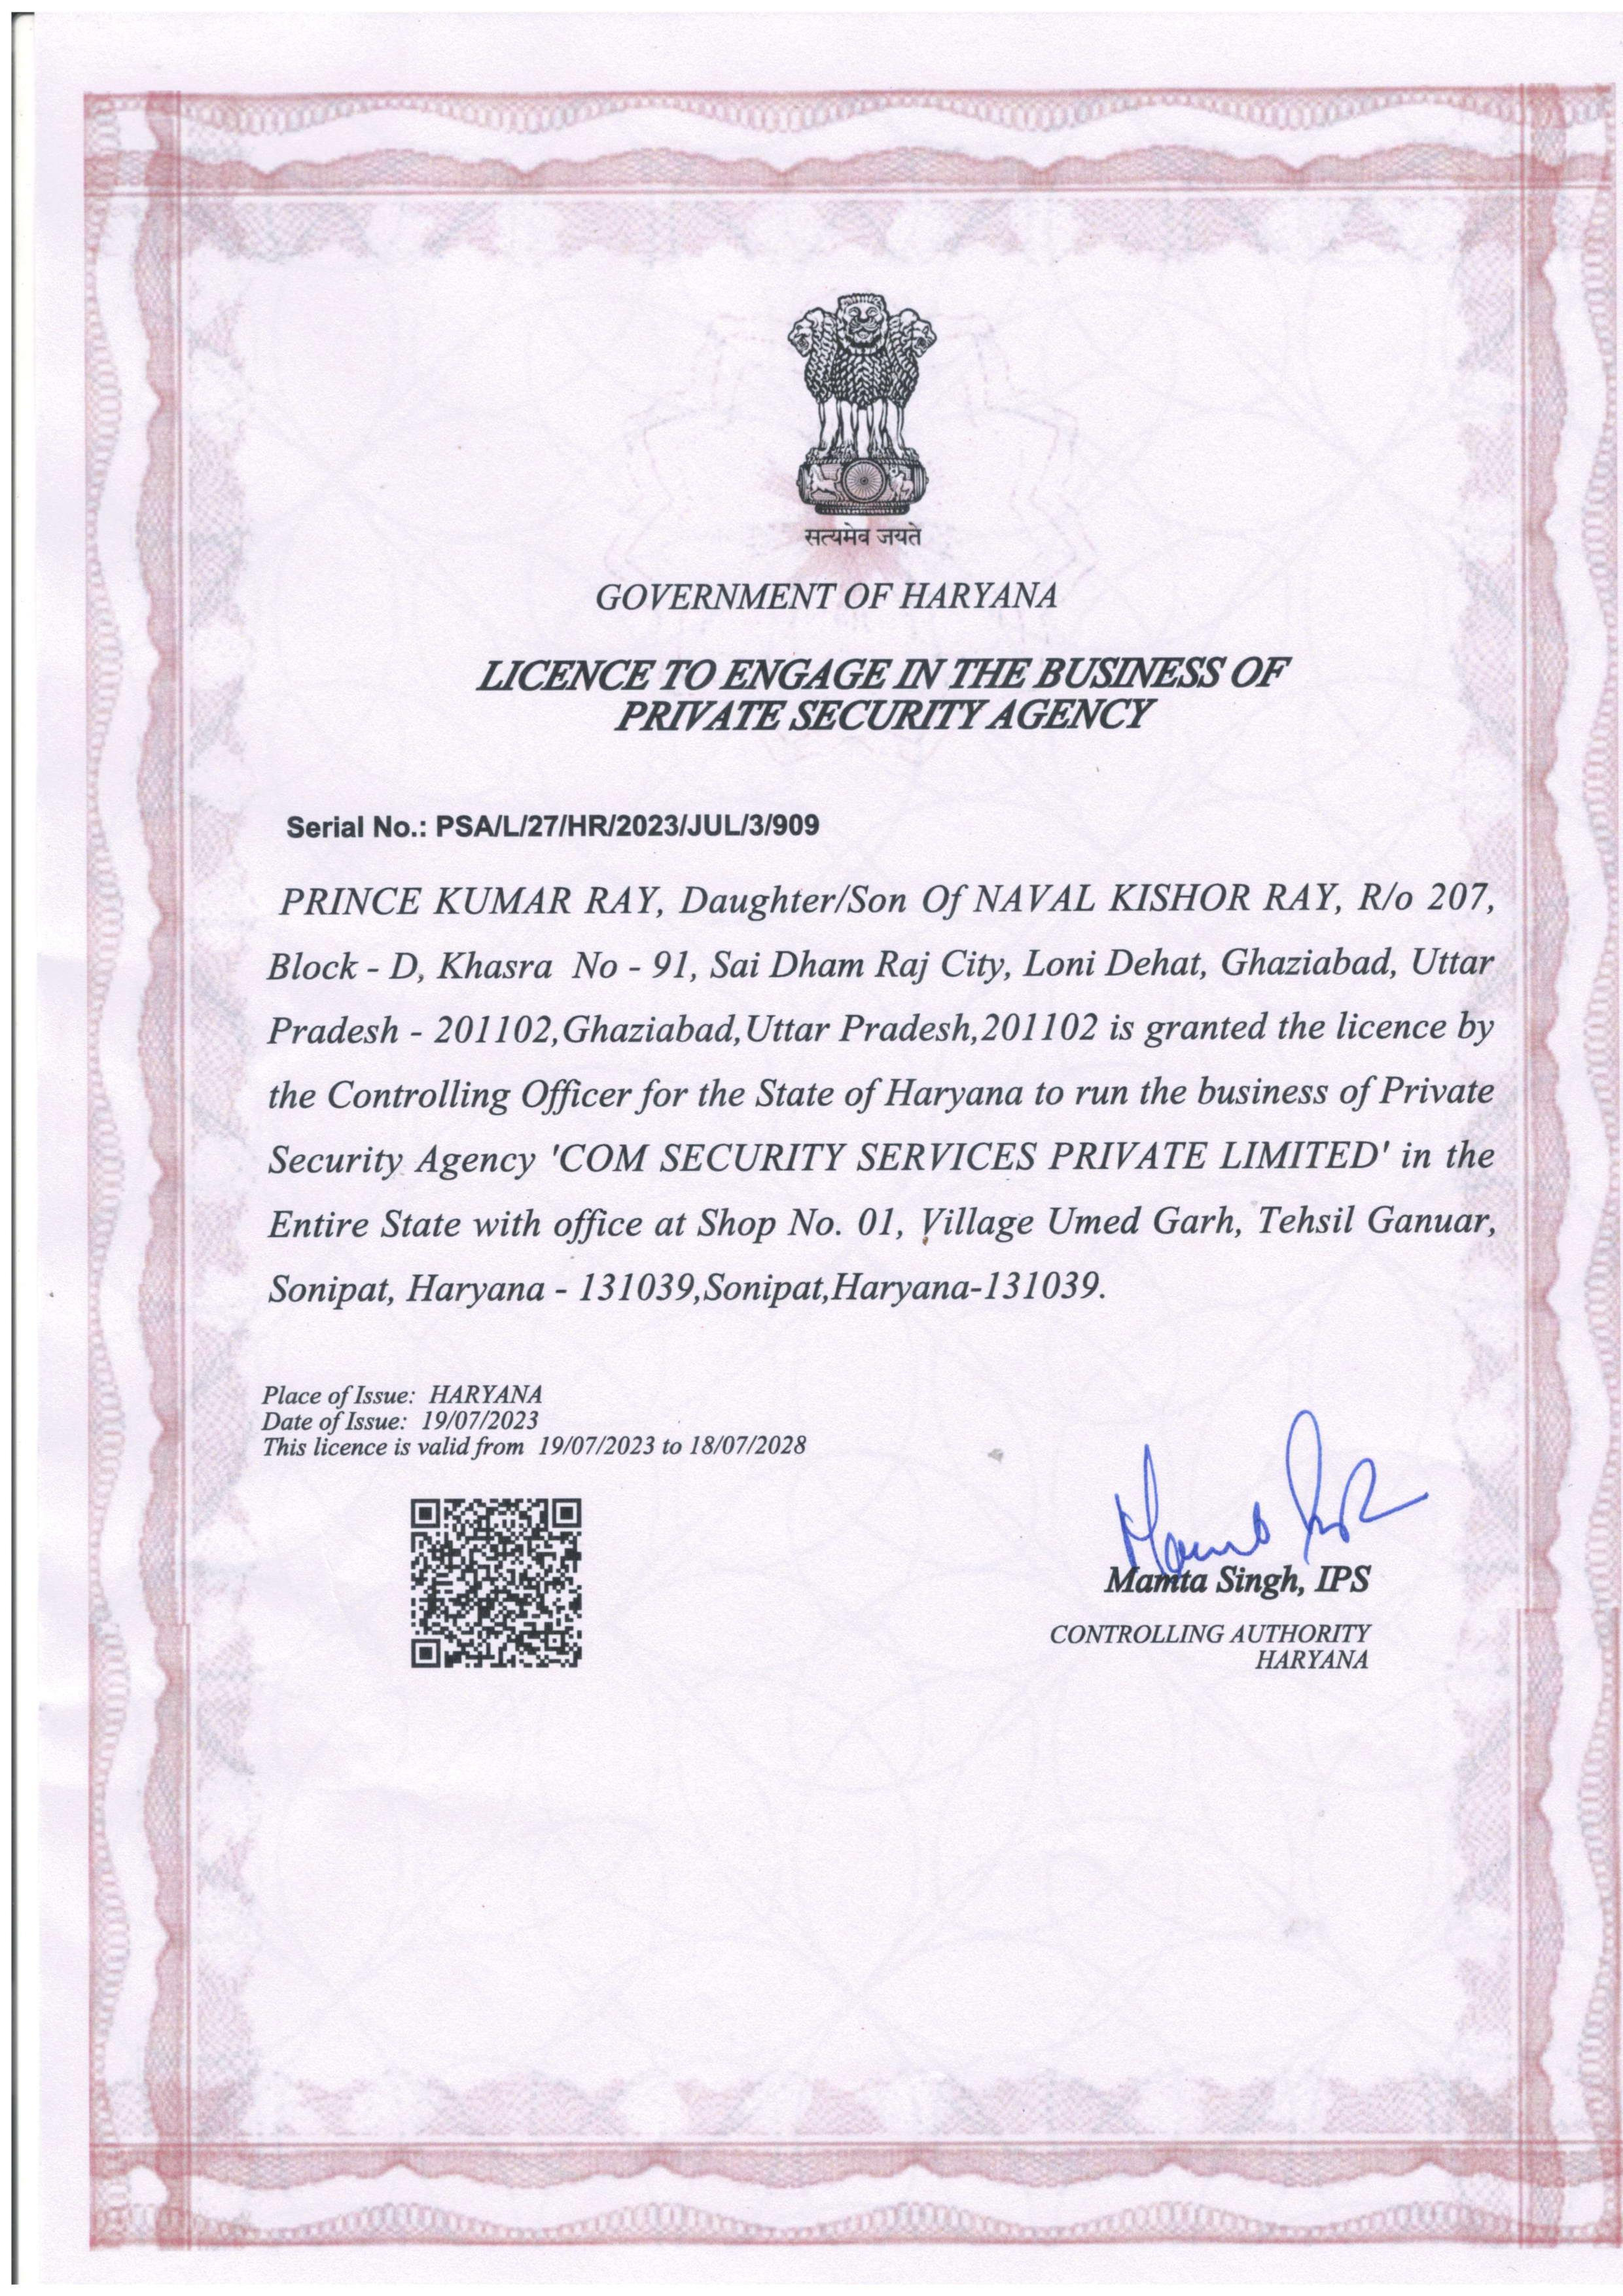 सत्यमेव जयते
GOVERNMENT OF HARYANA
LICENCE TO ENGAGE IN THE BUSINESS OF
PRIVATE SECURITY AGENCY
Serial No.: PSA/L/27/HR/2023/JUL/3/909
PRINCE KUMAR RAY, Daughter/Son Of NAVAL KISHOR RAY, R/o 207,
Block - D, Khasra No - 91, Sai Dham Raj City, Loni Dehat, Ghaziabad, Uttar
Pradesh - 201102,Ghaziabad,Uttar Pradesh,201102 is granted the licence by
the Controlling Officer for the State of Haryana to run the business of Private
Security Agency 'COM SECURITY SERVICES PRIVATE LIMITED' in the
Entire State with office at Shop No. 01, Village Umed Garh, Tehsil Ganuar,
Sonipat, Haryana - 131039,Sonipat,Haryana-131039.
Place of Issue: HARYANA
Date of Issue: 19/07/2023
This licence is valid from 19/07/2023 to 18/07/2028
Mamta Singh, IPS
CONTROLLING AUTHORITY
HARYANA